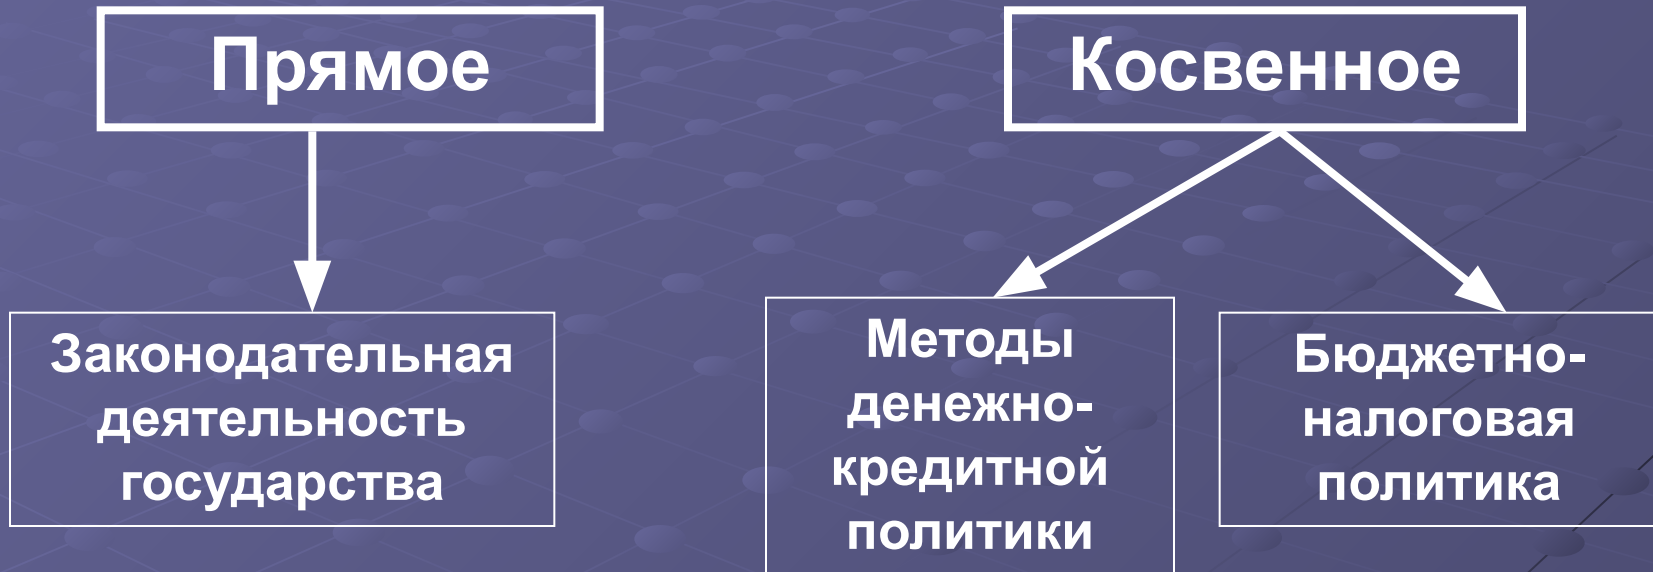 Прямое
Косвенное
Законодательная
деятельность
государства
Методы
денежно-
кредитной
политики
Бюджетно-
налоговая
политика